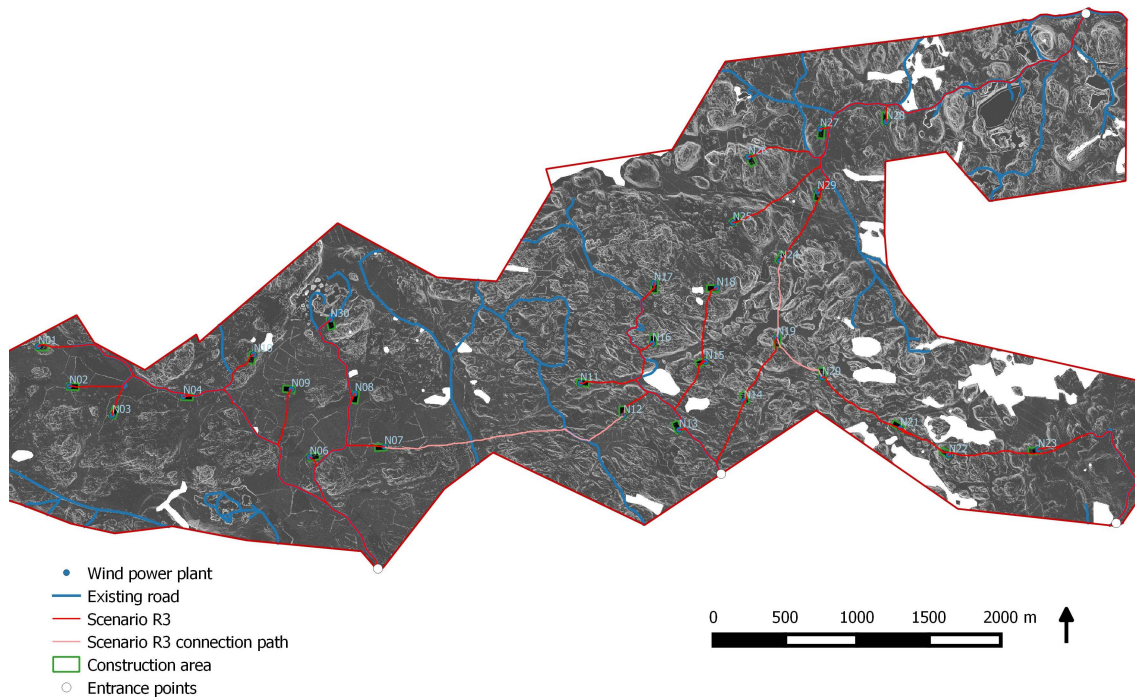 N28
N27
N26
N29
N25
N24
N17
N18
N30
N19
N16
N01
N15
N20
N02
N09
N08
N11
N04
N14
N03
N12
N21
N13
N07
N23
N22
N06
Wind power plant
Existing road
Scenario R3
Scenario R3 connection path
Construction area
Entrance points
0 500 1000 1500 2000 m